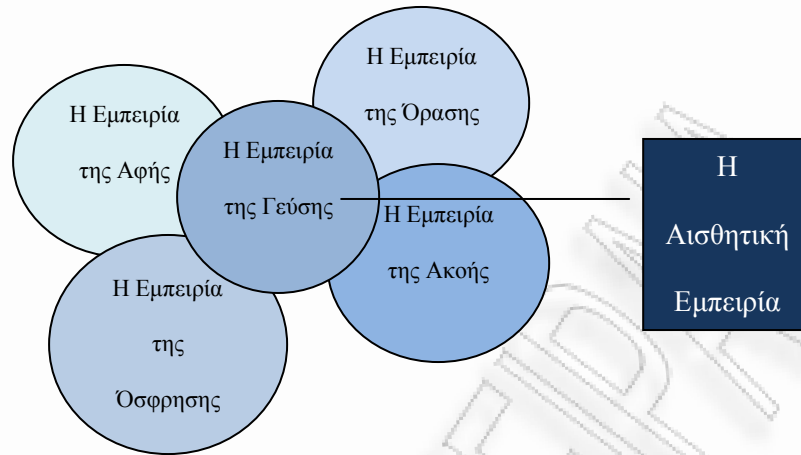 Η Εμπειρία
της Όρασης
Η Εμπειρία
της Αφής
Η Εμπειρία
της Γεύσης
Η
Αισθητική
Εμπειρία
Η Εμπειρία
της Ακοής
Η Εμπειρία
της
Όσφρησης